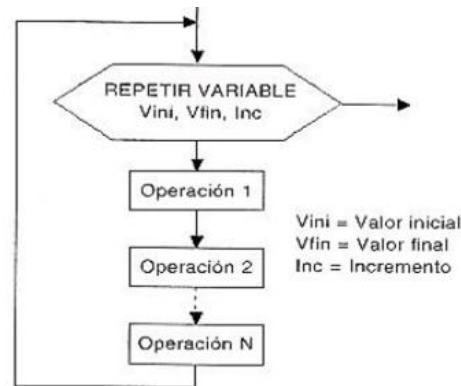 REPETIR VARIABLE
Vini, Vfin, Inc
Operación 1
Operación 2
Operación N
Vini = Valor inicial
Vfin = Valor final
Inc = Incremento